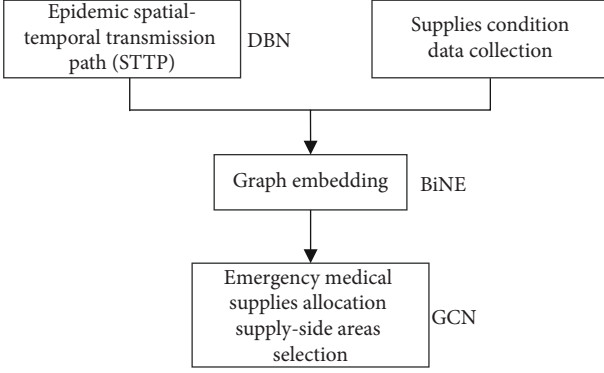 Epidemic spatial-
temporal transmission
path (STTP)
DBN
Supplies condition
data collection
Graph embedding
BiNE
Emergency medical
supplies allocation
supply-side areas
selection
GCN